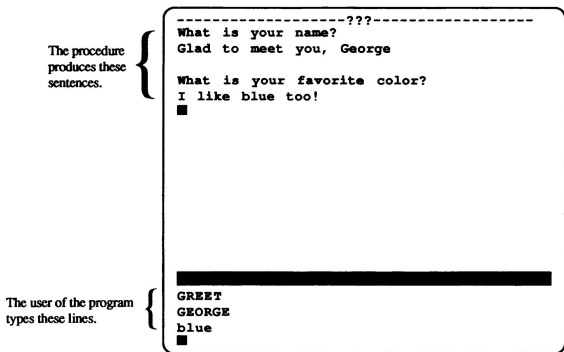 --------------------???-------------------
What is your name?
Glad to meet you, George
The procedure
produces these
sentences.
What is your favorite color?
I like blue too!
GREET
GEORGE
blue
The user of the program
types these lines.